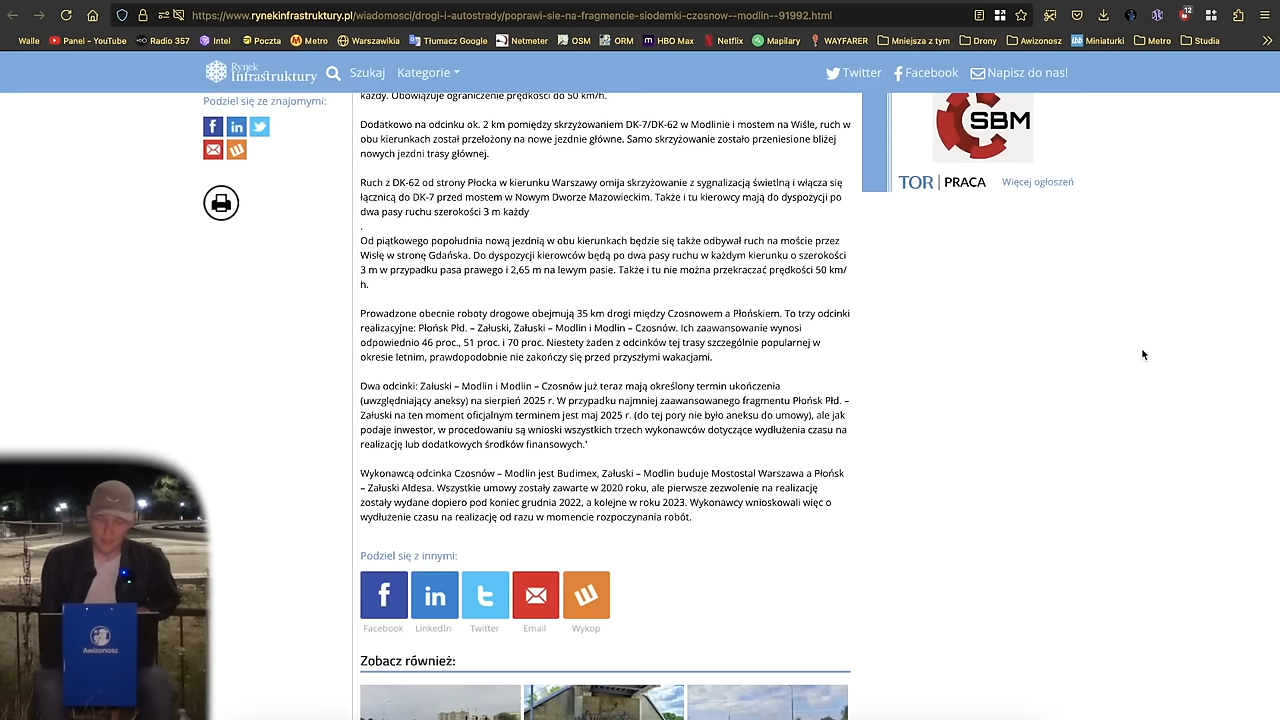 https://www.rynekinfrastruktury.pl/wiadomosci/drogi-i-autostrady/poprawi-sie-na-fragmencie-siodemki-czosnow--modlin--91992.html
12
Walle
Panel - YouTube
Radio 357
Intel
Poczta
Metro
Warszawikia
Tłumacz Google
Netmeter
OSM
ORM
HBO Max
Netflix
Mapilary
WAYFARER
Mniejsza z tym
Drony
Awizonosz
Miniaturki
Metro
Studia
Rynek
Infrastruktury
Szukaj
Kategorie
Twitter
Facebook
Napisz do nas!
Podziel się ze znajomymi:
każdy. Obowiązuje ograniczenie prędkości do 50 km/h.
Dodatkowo na odcinku ok. 2 km pomiędzy skrzyżowaniem DK-7/DK-62 w Modlinie i mostem na Wiśle, ruch w
obu kierunkach został przełożony na nowe jezdnie główne. Samo skrzyżowanie zostało przeniesione bliżej
nowych jezdni trasy głównej.
Ruch z DK-62 od strony Płocka w kierunku Warszawy omija skrzyżowanie z sygnalizacją świetlną i włącza się
łącznicą do DK-7 przed mostem w Nowym Dworze Mazowieckim. Także i tu kierowcy mają do dyspozycji po
dwa pasy ruchu szerokości 3 m każdy
.
Od piątkowego popołudnia nową jezdnią w obu kierunkach będzie się także odbywał ruch na moście przez
Wisłę w stronę Gdańska. Do dyspozycji kierowców będą po dwa pasy ruchu w każdym kierunku o szerokości
3 m w przypadku pasa prawego i 2,65 m na lewym pasie. Także i tu nie można przekraczać prędkości 50 km/
h.
Prowadzone obecnie roboty drogowe obejmują 35 km drogi między Czosnowem a Płońskiem. To trzy odcinki
realizacyjne: Płońsk Płd. – Załuski, Załuski – Modlin i Modlin – Czosnów. Ich zaawansowanie wynosi
odpowiednio 46 proc., 51 proc. i 70 proc. Niestety żaden z odcinków tej trasy szczególnie popularnej w
okresie letnim, prawdopodobnie nie zakończy się przed przyszłymi wakacjami.
Dwa odcinki: Załuski – Modlin i Modlin – Czosnów już teraz mają określony termin ukończenia
(uwzględniający aneksy) na sierpień 2025 r. W przypadku najmniej zaawansowanego fragmentu Płońsk Płd. –
Załuski na ten moment oficjalnym terminem jest maj 2025 r. (do tej pory nie było aneksu do umowy), ale jak
podaje inwestor, w procedowaniu są wnioski wszystkich trzech wykonawców dotyczące wydłużenia czasu na
realizację lub dodatkowych środków finansowych.'
Wykonawcą odcinka Czosnów – Modlin jest Budimex, Załuski – Modlin buduje Mostostal Warszawa a Płońsk
– Załuski Aldesa. Wszystkie umowy zostały zawarte w 2020 roku, ale pierwsze zezwolenie na realizację
zostały wydane dopiero pod koniec grudnia 2022, a kolejne w roku 2023. Wykonawcy wnioskowali więc o
wydłużenie czasu na realizację od razu w momencie rozpoczynania robót.
Podziel się z innymi:
Facebook
LinkedIn
Twitter
Email
Wykop
Zobacz również:
SBM
TOR | PRACA
Więcej ogłoszeń
Awizonosz